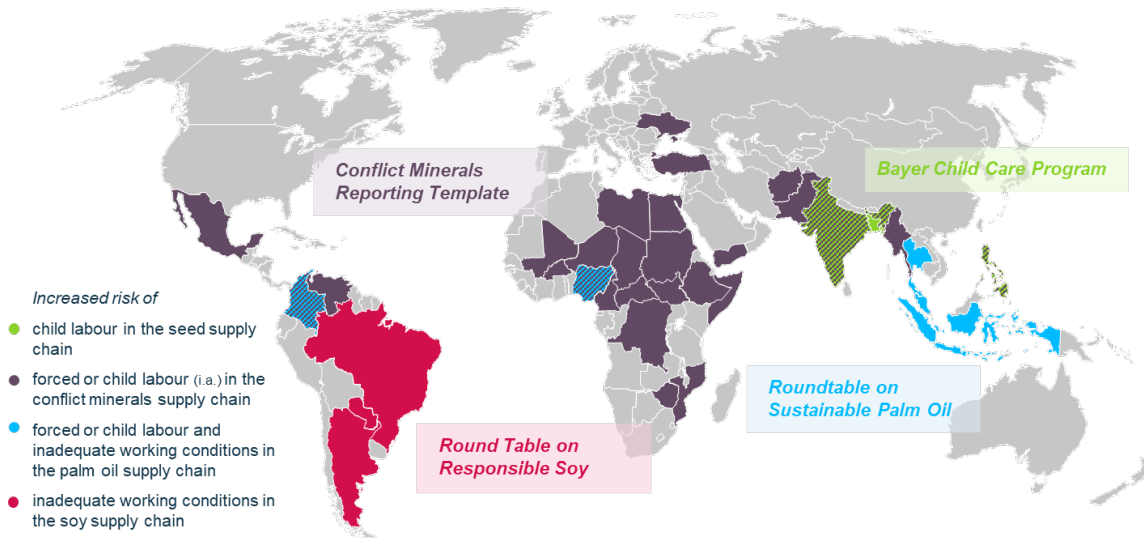 Conflict Minerals
Reporting Template
Bayer Child Care Program
Increased risk of
child labour in the seed supply
chain
forced or child labour (i.a.) in the
conflict minerals supply chain
forced or child labour and
inadequate working conditions in
the palm oil supply chain
inadequate working conditions in
the soy supply chain
Roundtable on
Sustainable Palm Oil
Round Table on
Responsible Soy